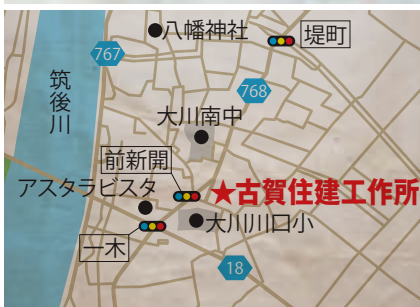 八幡神社
堤町
767
筑後川
768
大川南中
前新開
アスタラビスタ
★古賀住建工作所
大川川口小
一木
18